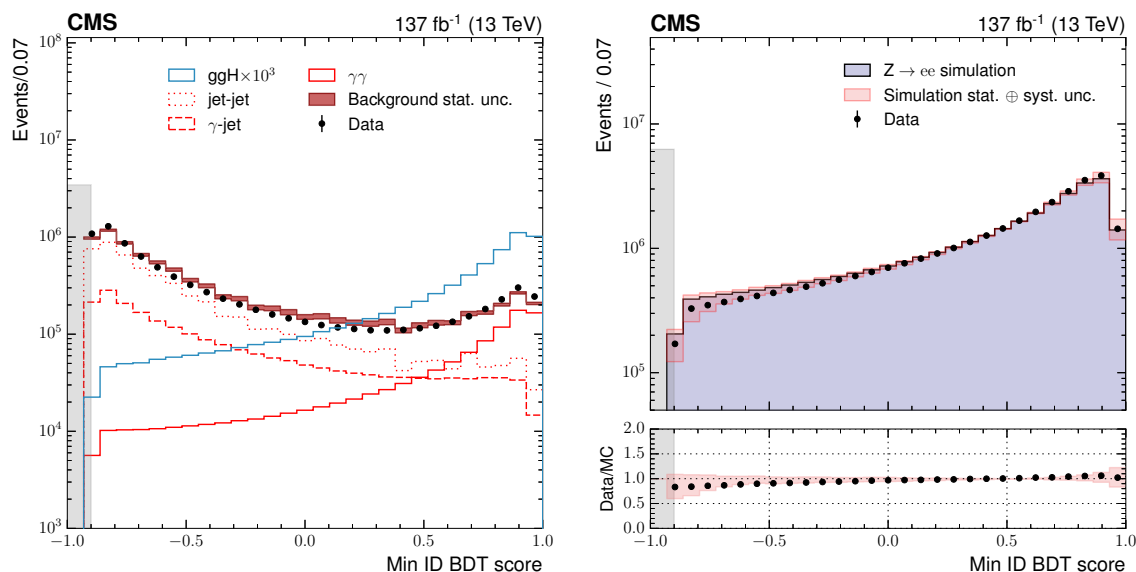 CMS
137 fb⁻¹ (13 TeV)
Events/0.07
10⁸
10⁷
10⁶
10⁵
10⁴
10³
ggH×10³
jet-jet
γ-jet
γγ
Background stat. unc.
Data
−1.0 −0.5 0.0 0.5 1.0
Min ID BDT score
CMS
137 fb⁻¹ (13 TeV)
Events / 0.07
10⁷
10⁶
10⁵
Z → ee simulation
Simulation stat. ⊕ syst. unc.
Data
Data/MC
2.0
1.5
1.0
0.5
0.0
−1.0 −0.5 0.0 0.5 1.0
Min ID BDT score